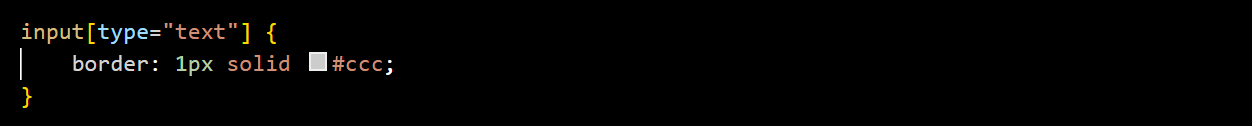 input[type="text"] {
    border: 1px solid #ccc;
}